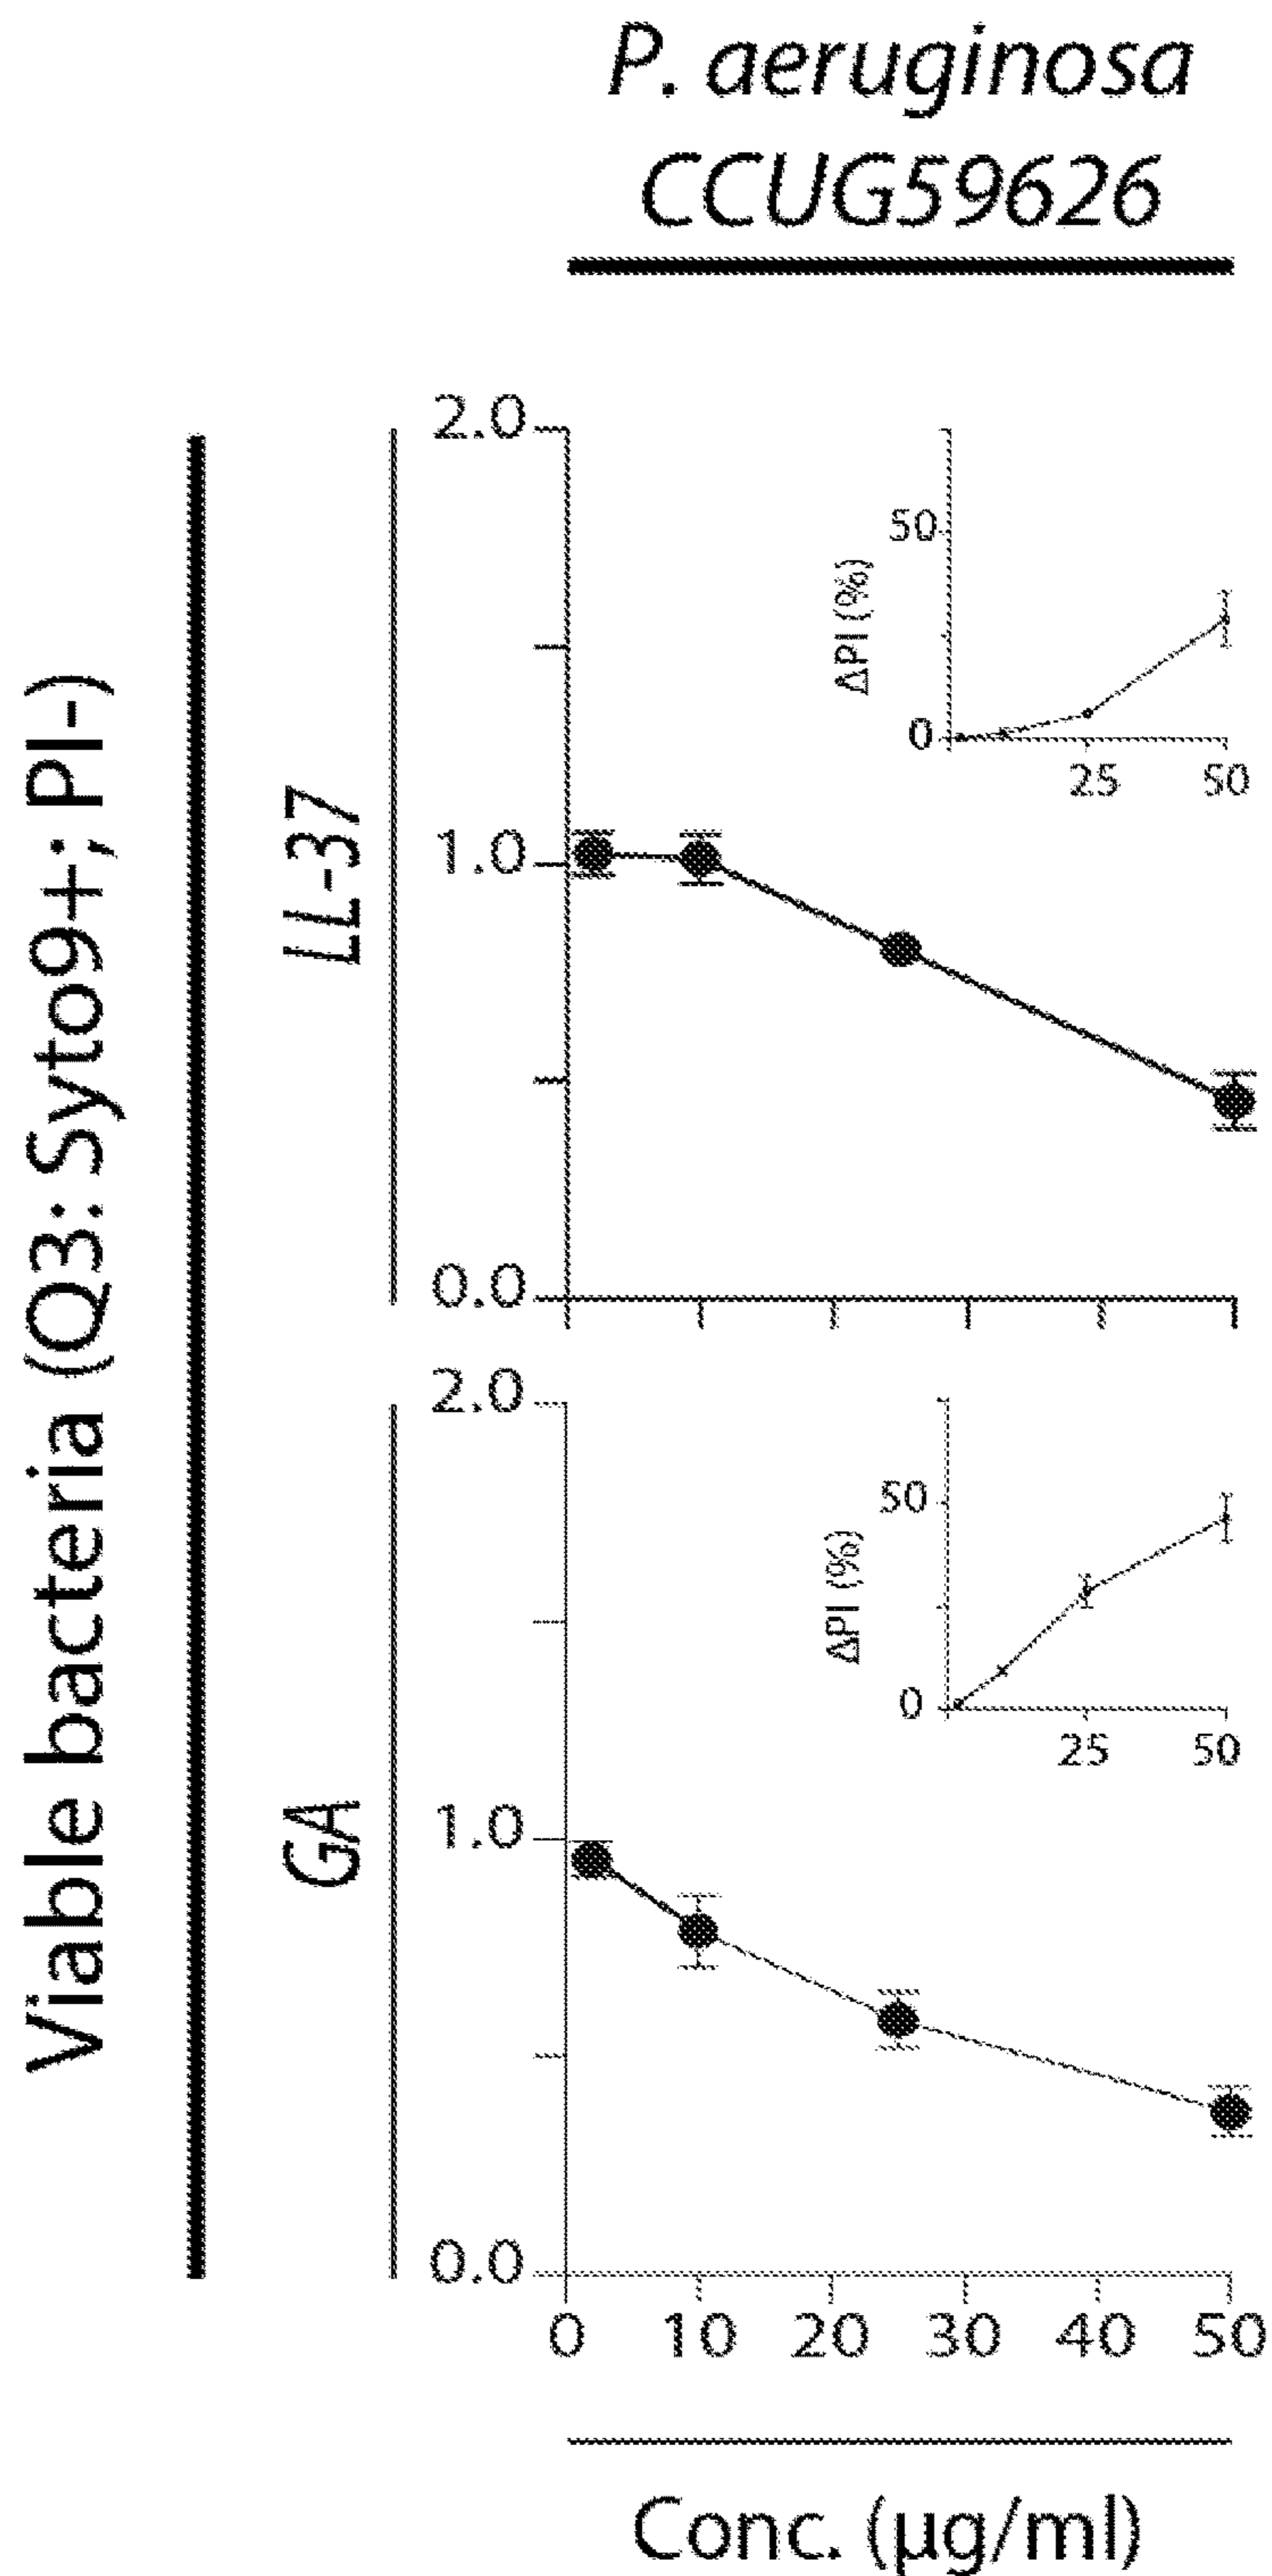 P. aeruginosa
CCUG59626
Viable bacteria (Q3: Syto9+; PI-)
LL-37
2.0
1.0
0.0
ΔPI (%)
50
0
25 50
GA
2.0
1.0
0.0
ΔPI (%)
50
0
25 50
0 10 20 30 40 50
Conc. (μg/ml)